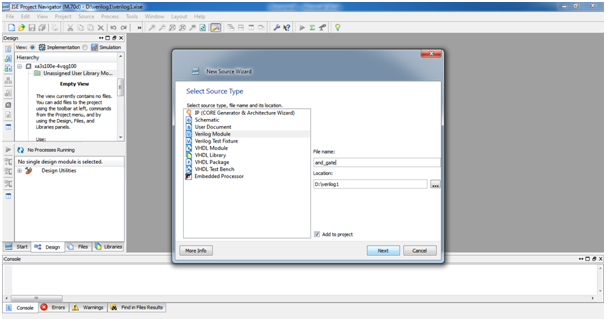 ISE Project Navigator (M.70d) - D:\verilog1\verilog1.xise
File Edit View Project Source Process Tools Window Layout Help
Design
View: Implementation Simulation
Hierarchy
xa3s100e-4vqg100
Unassigned User Library Mo...
Empty View
The view currently contains no files.
You can add files to the project
using the toolbar at left, commands
from the Project menu, and by
using the Design, Files, and
Libraries panels.
Use:
No Processes Running
No single design module is selected.
Design Utilities
Start Design Files Libraries
New Source Wizard
Select Source Type
Select source type, file name and its location.
IP (CORE Generator & Architecture Wizard)
Schematic
User Document
Verilog Module
Verilog Test Fixture
VHDL Module
VHDL Library
VHDL Package
VHDL Test Bench
Embedded Processor
File name:
and_gate
Location:
D:\verilog1
...
Add to project
More Info
Next
Cancel
Console
Console Errors Warnings Find in Files Results